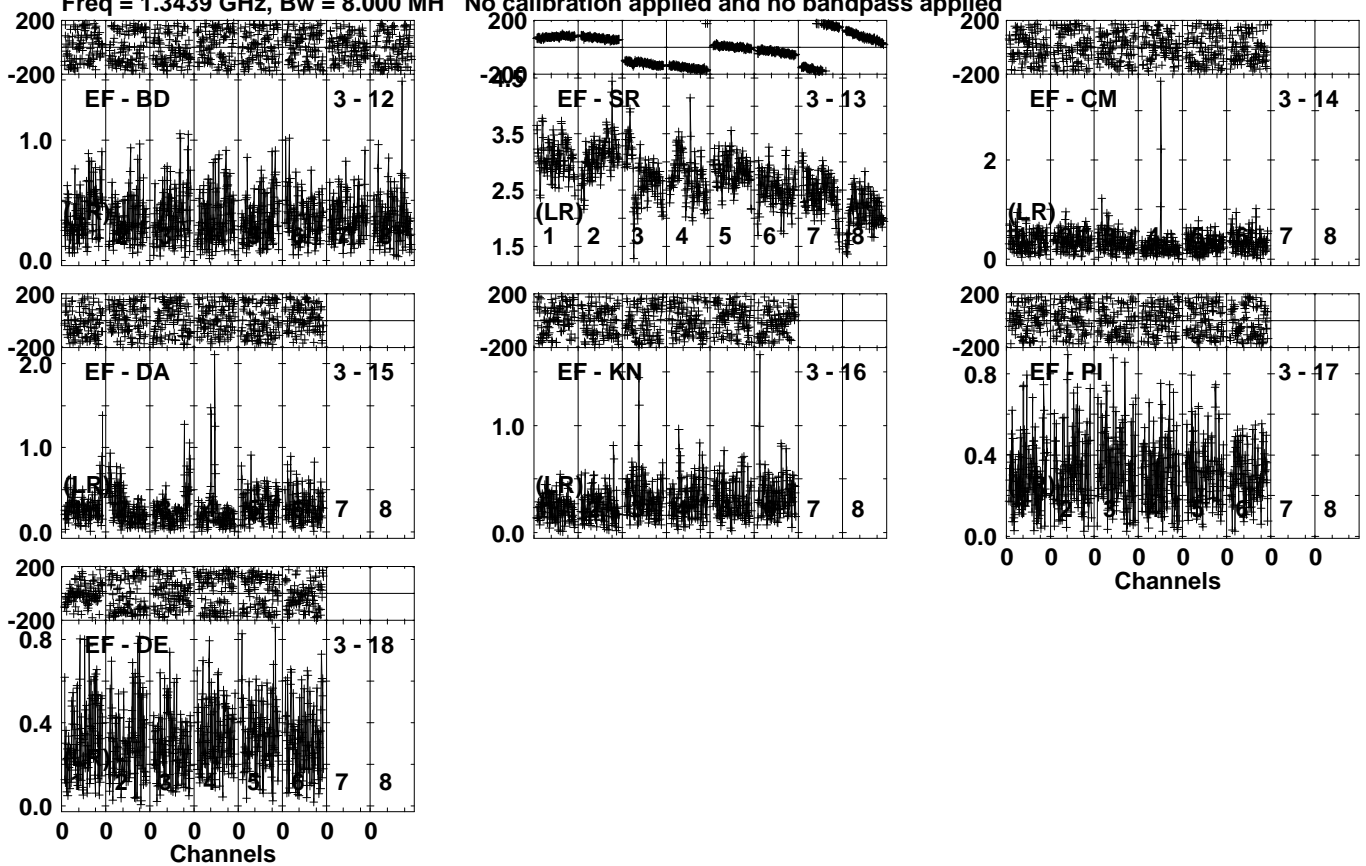 Freq = 1.3439 GHz, Bw = 8.000 MH No calibration applied and no bandpass applied
200
-200
EF - BD 3 - 12
1.0
0.0
200
-200
4.5
EF - SR 3 - 13
3.5
2.5
(LR)
1 2 3 4 5 6 7 8
1.5
200
-200
EF - CM 3 - 14
2
(LR)
4 7 8
0
200
-200
2.0
EF - DA 3 - 15
1.0
(LR)
7 8
0.0
200
-200
EF - KN 3 - 16
1.0
(LR)
7 8
0.0
200
-200
EF - PI 3 - 17
0.8
0.4
2 3 4 5 6 7 8
0.0
0 0 0 0 0 0 0 0
Channels
200
-200
EF - DE 3 - 18
0.8
0.4
1 2 3 4 5 6 7 8
0.0
0 0 0 0 0 0 0 0
Channels